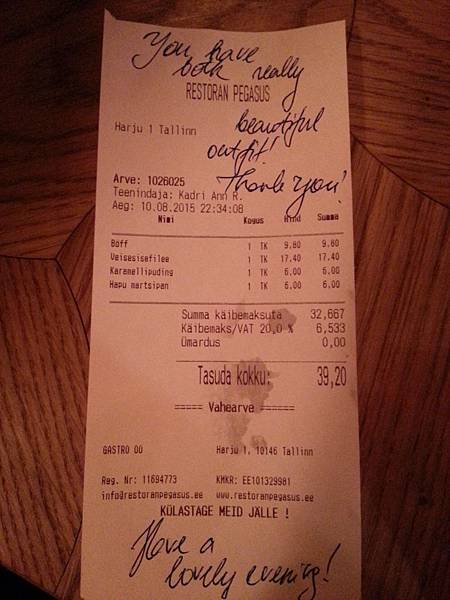 You have
both really
RESTORAN PEGASUS
beautiful
Harju 1 Tallinn
outfit!
Thank You!
Arve: 1026025
Teenindaja: Kadri Ann R.
Aeg: 10.08.2015 22:34:08
Nimi Kogus Hind Summa
Böff 1 TK 9.80 9.80
Veisesisefilee 1 TK 17.40 17.40
Karamellipuding 1 TK 6.00 6.00
Hapu martsipan 1 TK 6.00 6.00
Summa käibemaksuta 32,667
Käibemaks/VAT 20,0 % 6,533
Ümardus 0,00
Tasuda kokku: 39,20
===== Vahearve ======
GASTRO OÜ Harju 1, 10146 Tallinn
Reg. Nr: 11694773 KMKR: EE101329981
info@restoranpegasus.ee www.restoranpegasus.ee
KÜLASTAGE MEID JÄLLE !
Have a
lovely evening!